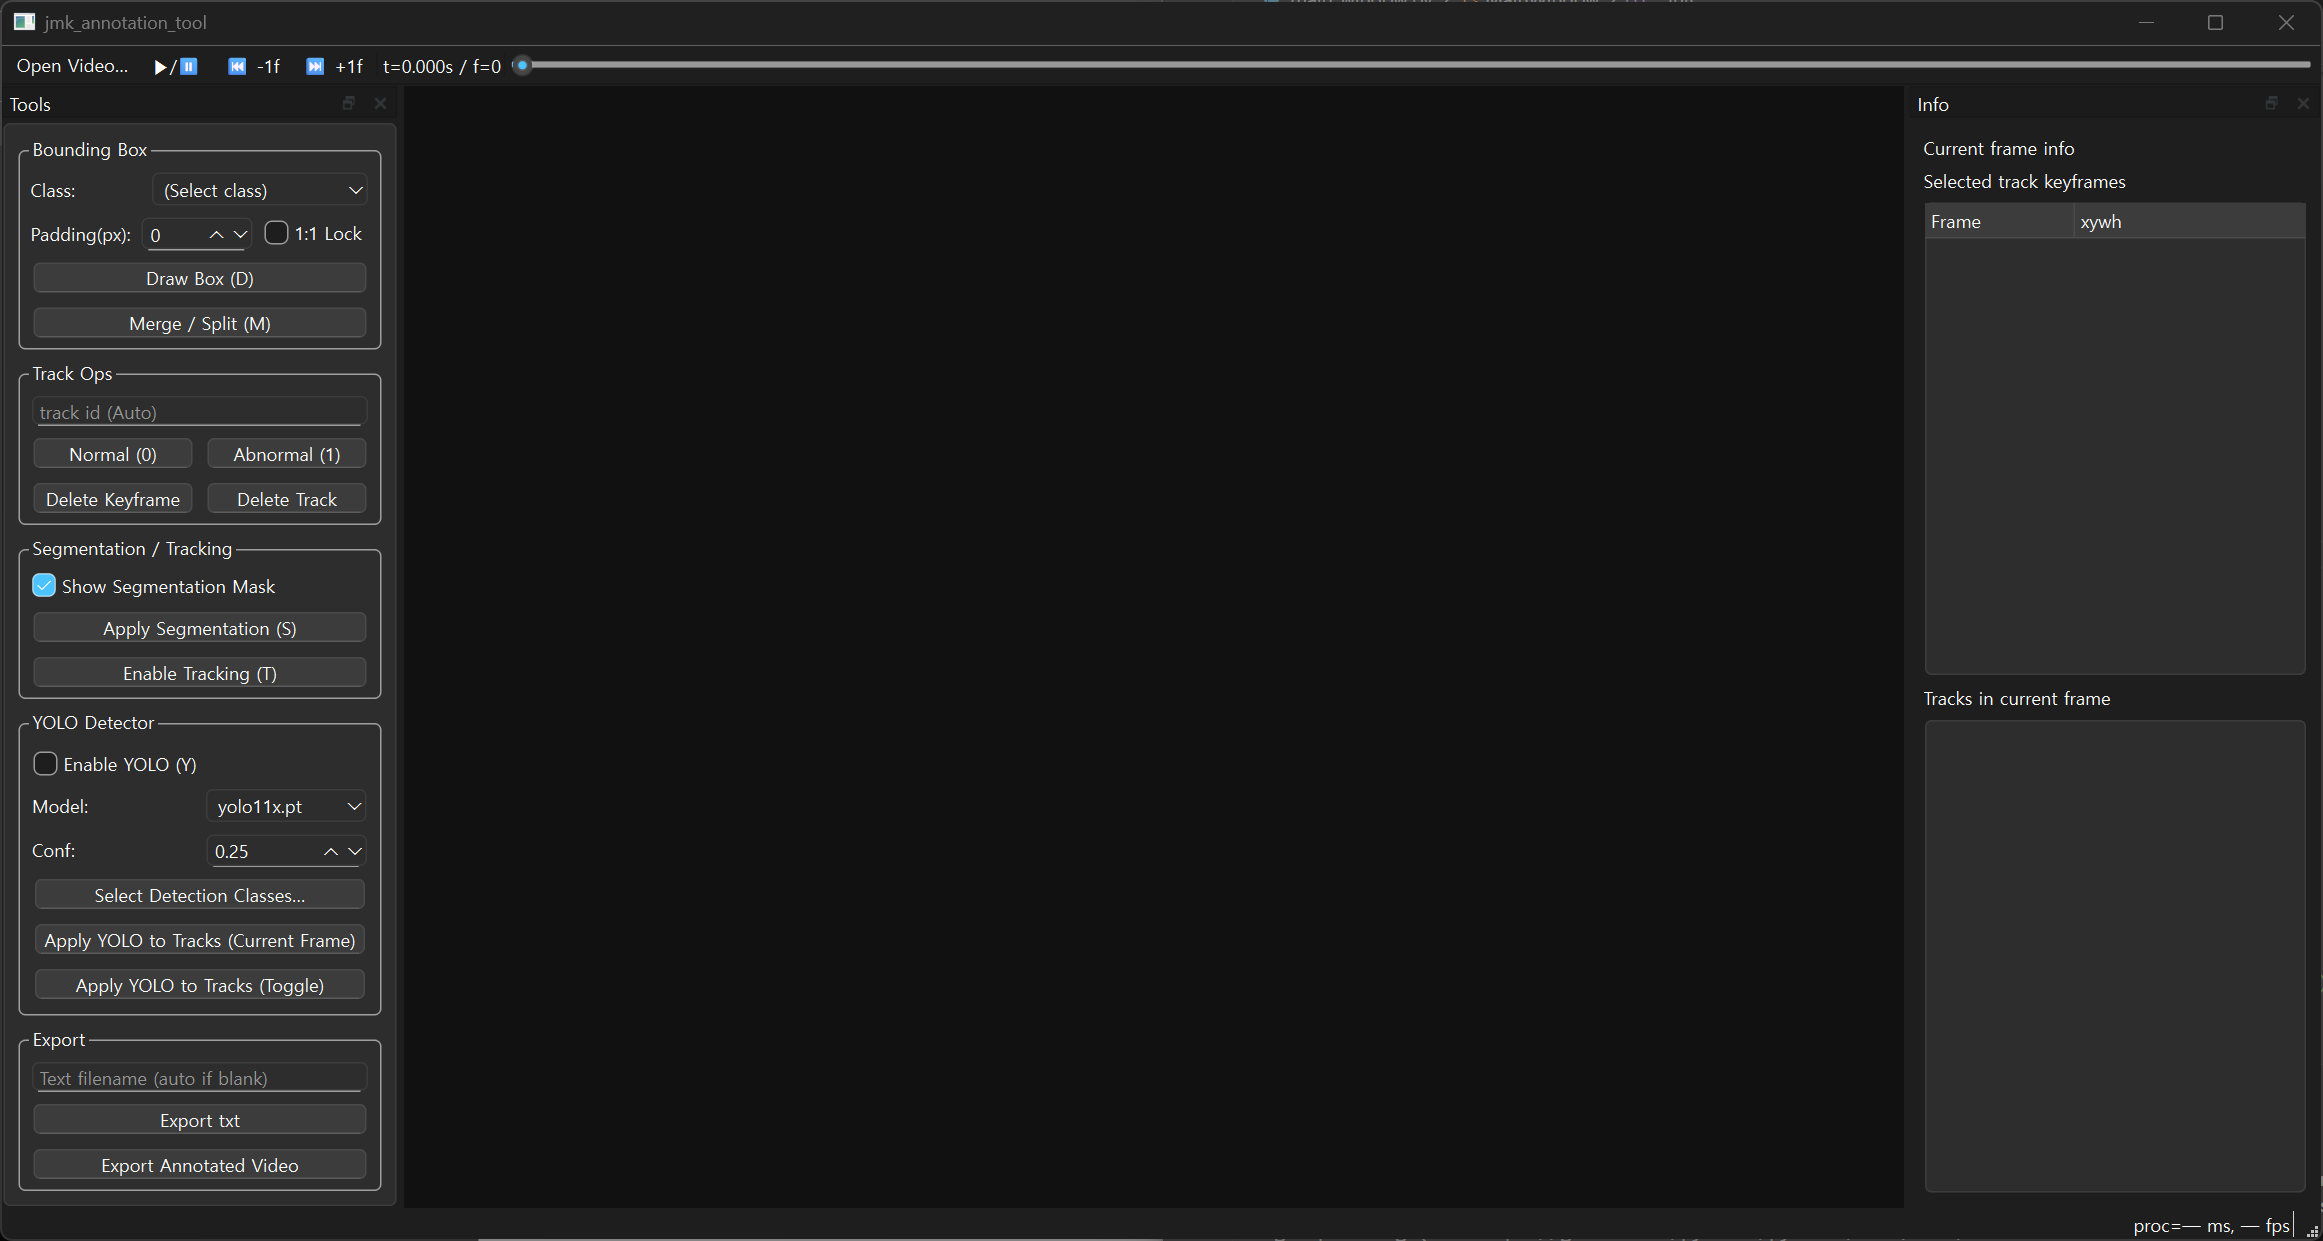 jmk_annotation_tool
Open Video... ▶/⏸ ⏮ -1f ⏭ +1f t=0.000s / f=0
Tools
Bounding Box
Class: (Select class)
Padding(px): 0 1:1 Lock
Draw Box (D)
Merge / Split (M)
Track Ops
track id (Auto)
Normal (0) Abnormal (1)
Delete Keyframe Delete Track
Segmentation / Tracking
Show Segmentation Mask
Apply Segmentation (S)
Enable Tracking (T)
YOLO Detector
Enable YOLO (Y)
Model: yolo11x.pt
Conf: 0.25
Select Detection Classes...
Apply YOLO to Tracks (Current Frame)
Apply YOLO to Tracks (Toggle)
Export
Text filename (auto if blank)
Export txt
Export Annotated Video
Info
Current frame info
Selected track keyframes
Frame xywh
Tracks in current frame
proc=— ms, — fps